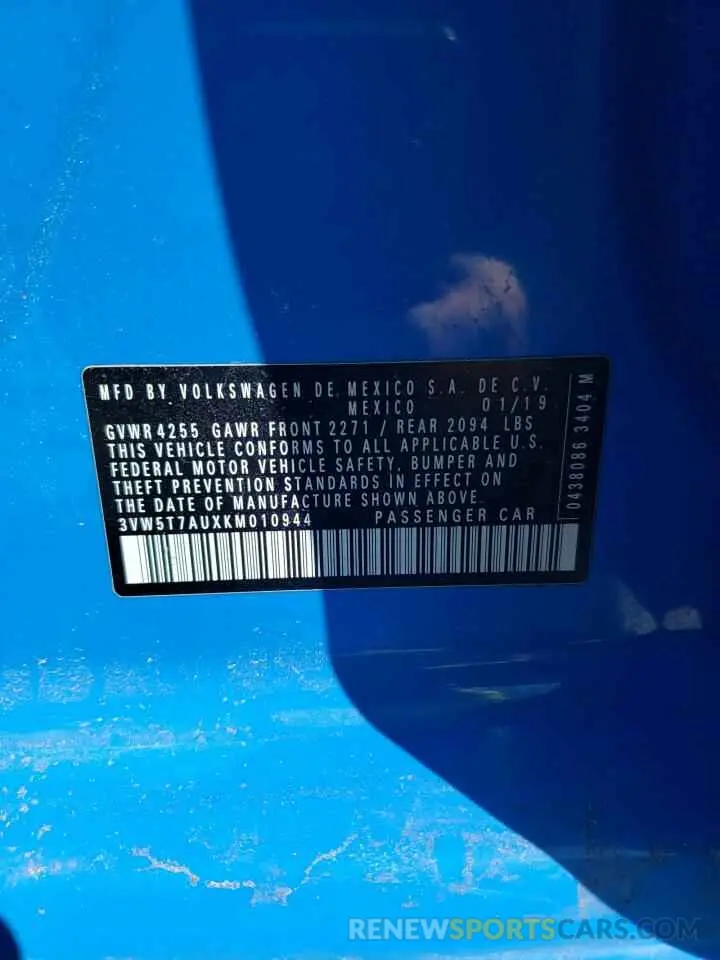 MFD BY. VOLKSWAGEN DE. MEXICO S.A. DE C.V.
MEXICO 01/19
GVWR 4255 GAWR FRONT 2271 / REAR 2094 LBS
THIS VEHICLE CONFORMS TO ALL APPLICABLE U.S.
FEDERAL MOTOR VEHICLE SAFETY, BUMPER AND
THEFT PREVENTION STANDARDS IN EFFECT ON
THE DATE OF MANUFACTURE SHOWN ABOVE.
3VW5T7AUXKM010944 PASSENGER CAR
0438086 3404 M
RENEWSPORTSCARS.COM